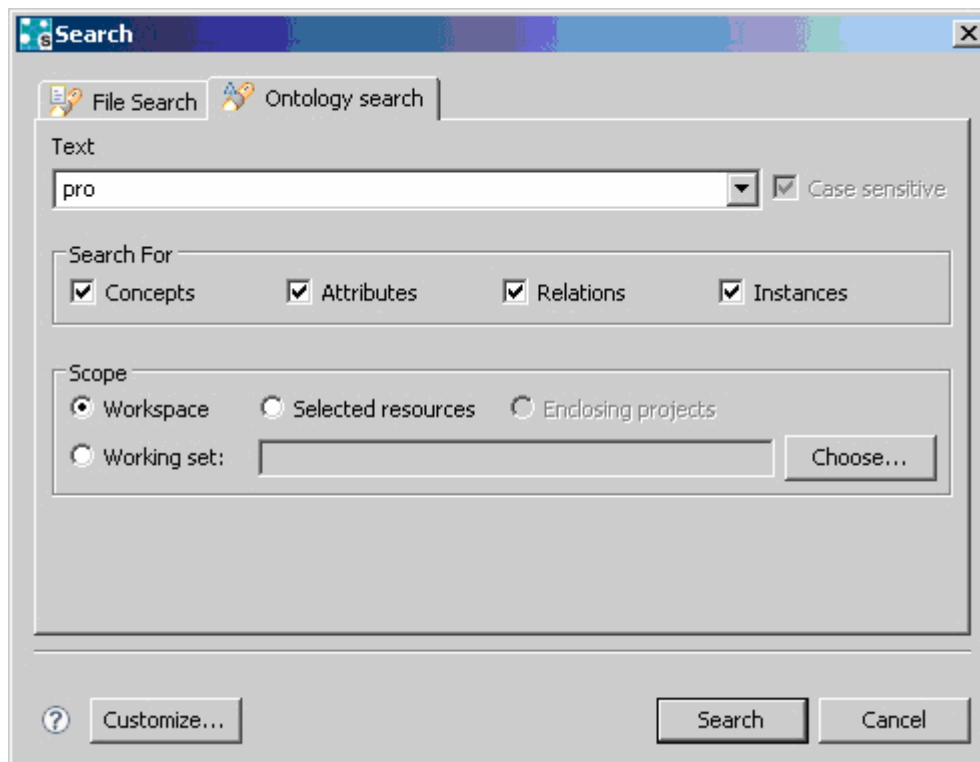 Search
File Search Ontology search
Text
pro Case sensitive
Search For
Concepts Attributes Relations Instances
Scope
Workspace Selected resources Enclosing projects
Working set: Choose...
? Customize... Search Cancel